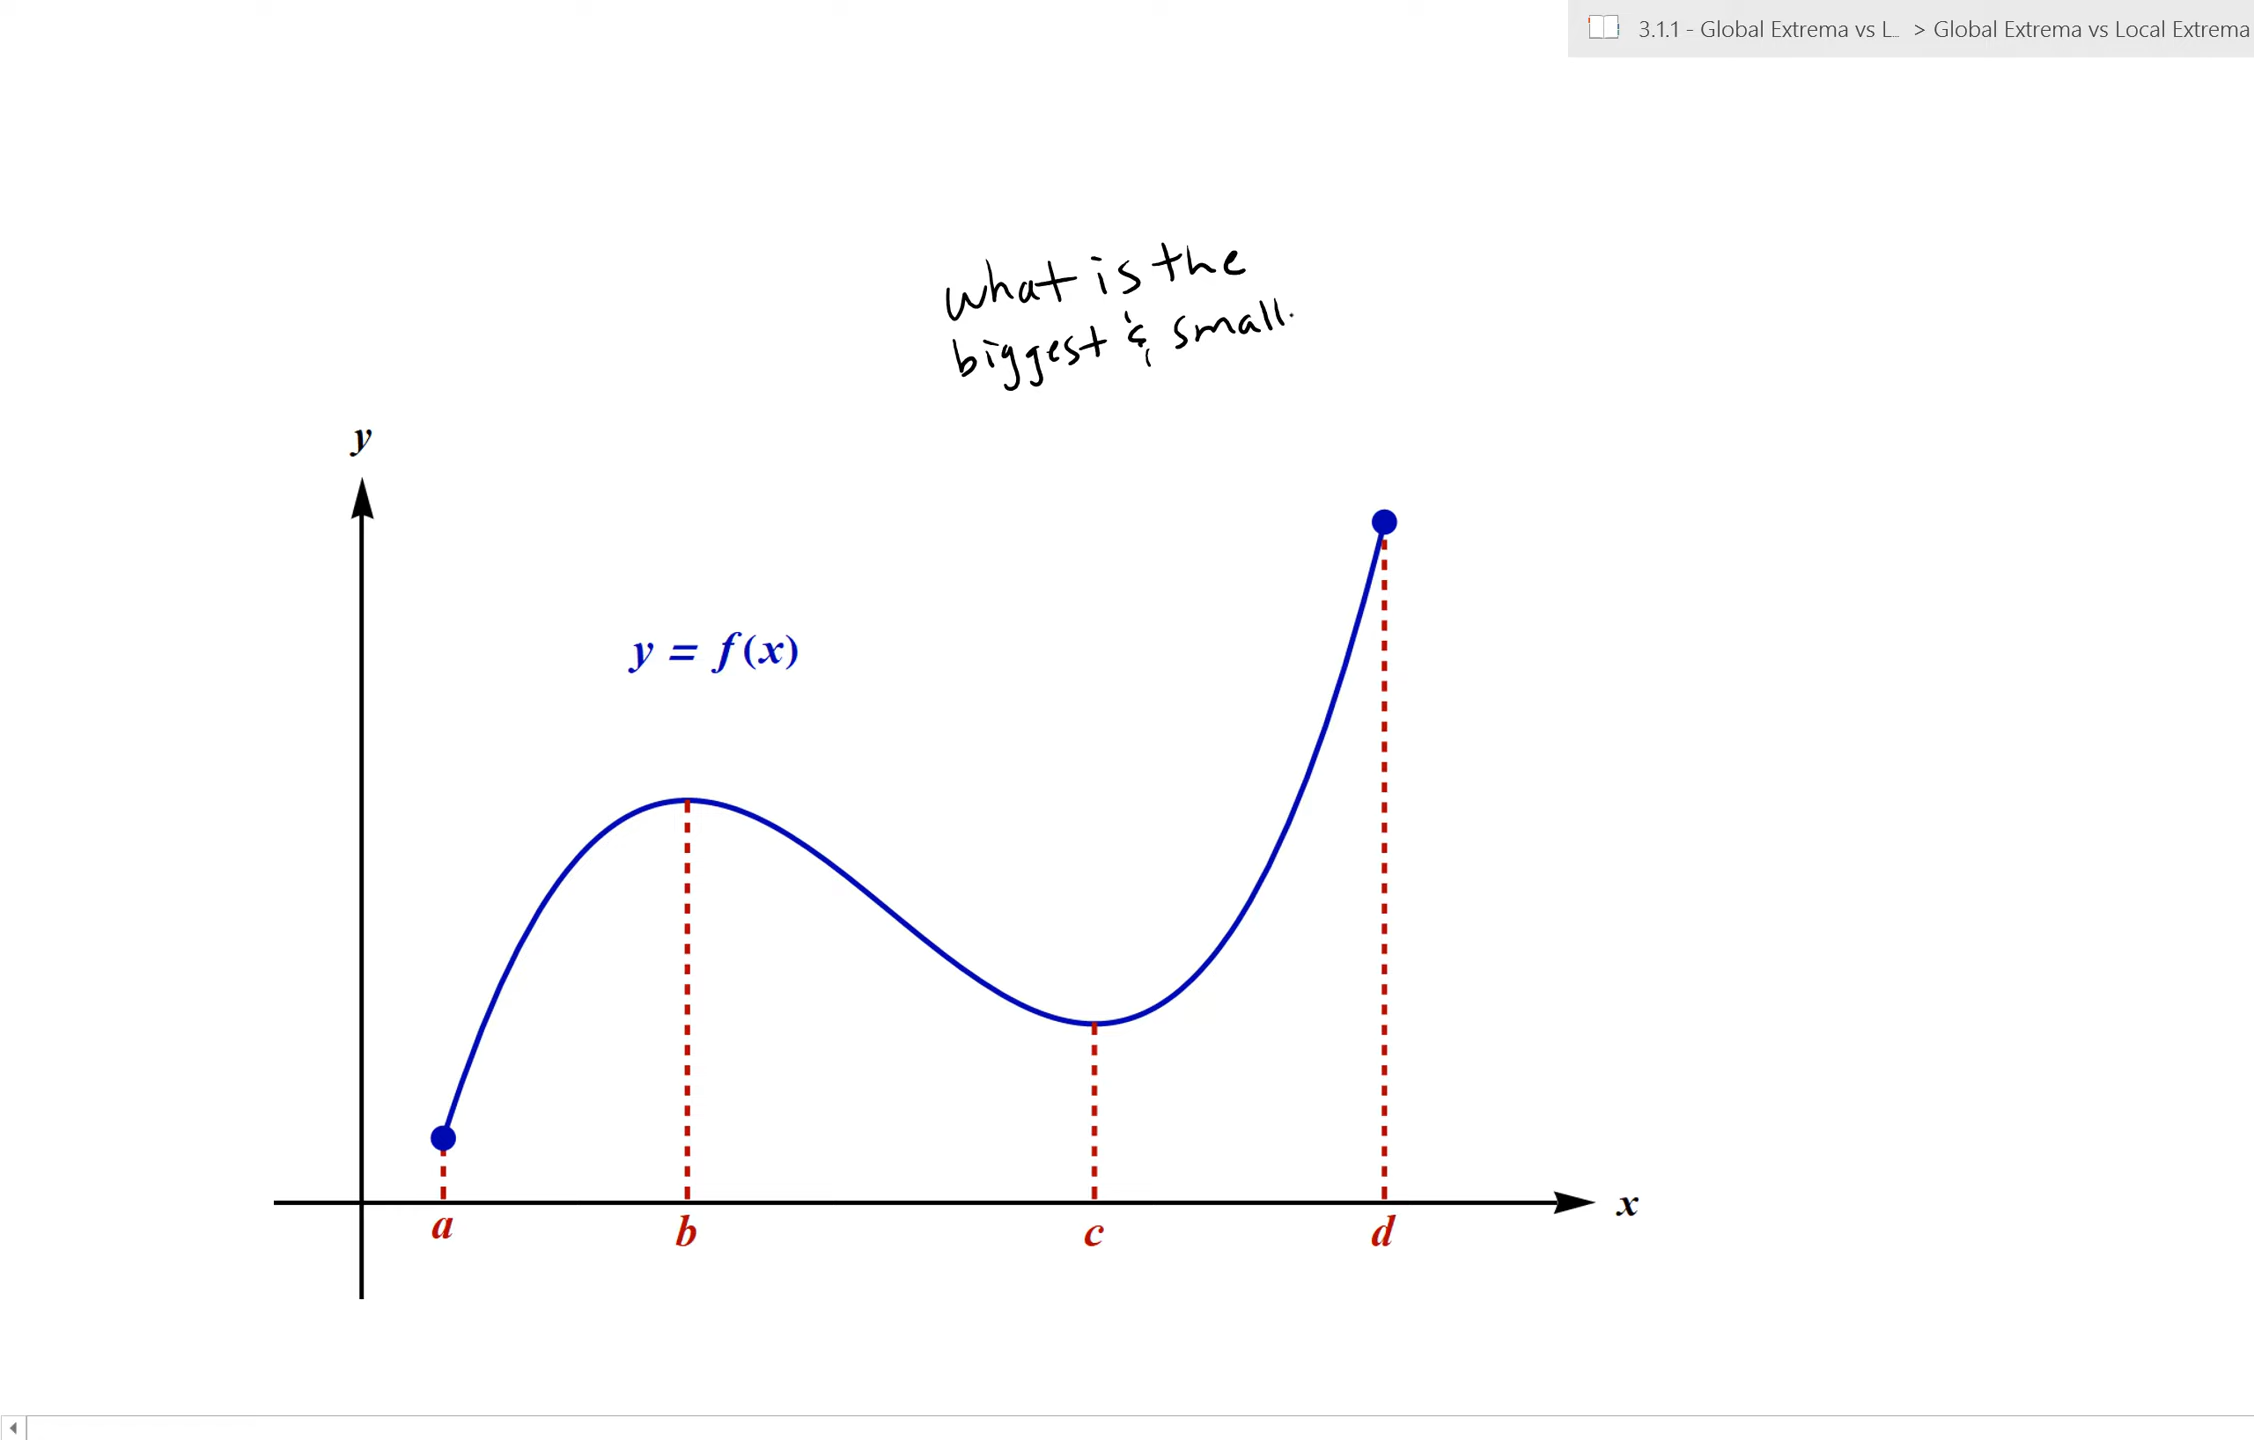 3.1.1 - Global Extrema vs L... > Global Extrema vs Local Extrema
what is the
biggest & small.
y
y = f(x)
x
a b c d